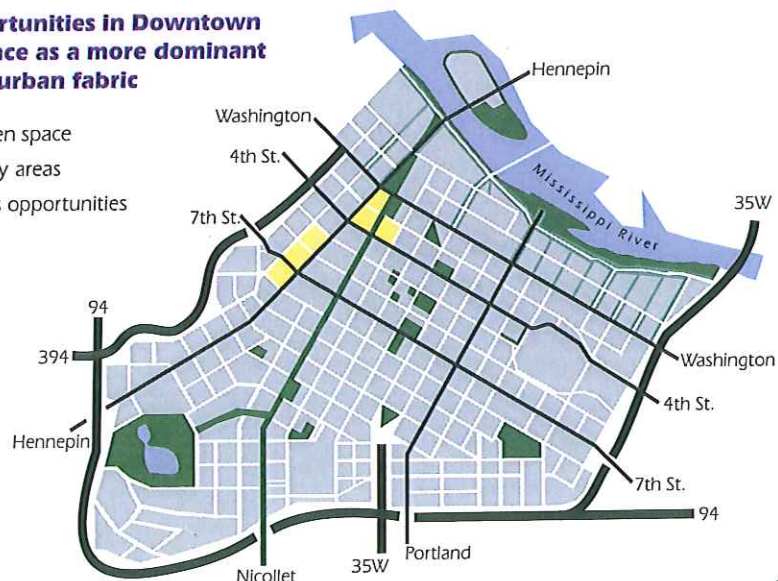 rtunities in Downtown
ace as a more dominant
urban fabric
en space
y areas
s opportunities
Hennepin
Washington
4th St.
7th St.
Mississippi River
35W
94
394
Washington
4th St.
Hennepin
7th St.
94
Portland
35W
Nicollet